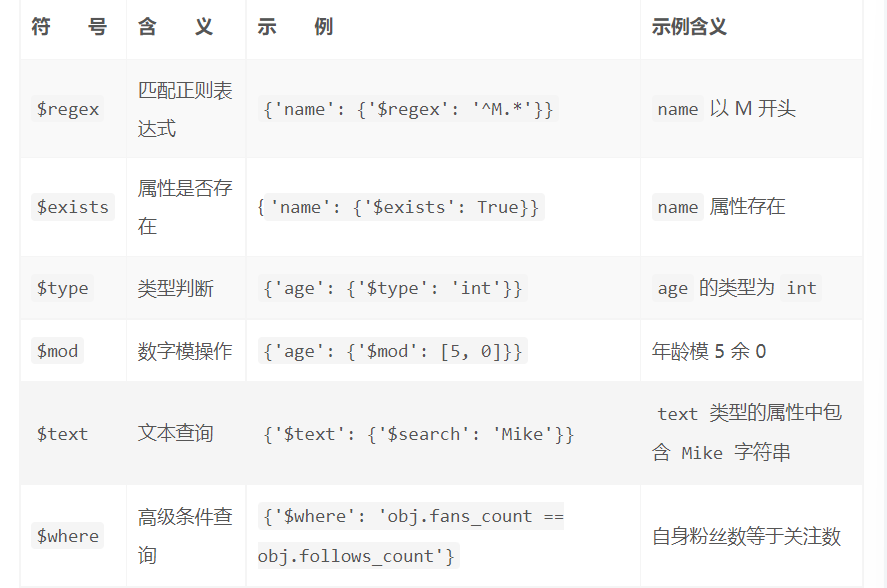 符 号 含 义 示 例 示例含义
$regex 匹配正则表达式 {'name': {'$regex': '^M.*'}} name 以 M 开头
$exists 属性是否存在 {'name': {'$exists': True}} name 属性存在
$type 类型判断 {'age': {'$type': 'int'}} age 的类型为 int
$mod 数字模操作 {'age': {'$mod': [5, 0]}} 年龄模 5 余 0
$text 文本查询 {'$text': {'$search': 'Mike'}} text 类型的属性中包含 Mike 字符串
$where 高级条件查询 {'$where': 'obj.fans_count == obj.follows_count'} 自身粉丝数等于关注数